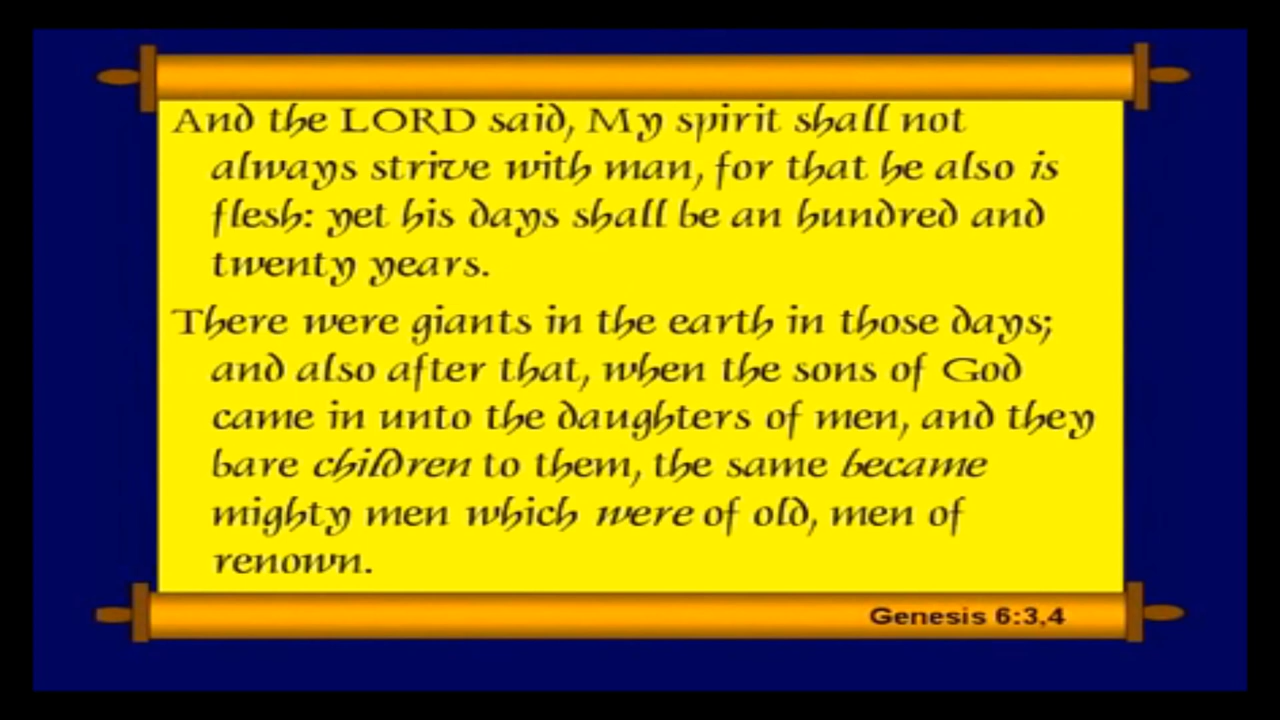 And the LORD said, My spirit shall not
always strive with man, for that he also is
flesh: yet his days shall be an hundred and
twenty years.
There were giants in the earth in those days;
and also after that, when the sons of God
came in unto the daughters of men, and they
bare children to them, the same became
mighty men which were of old, men of
renown.
Genesis 6:3,4